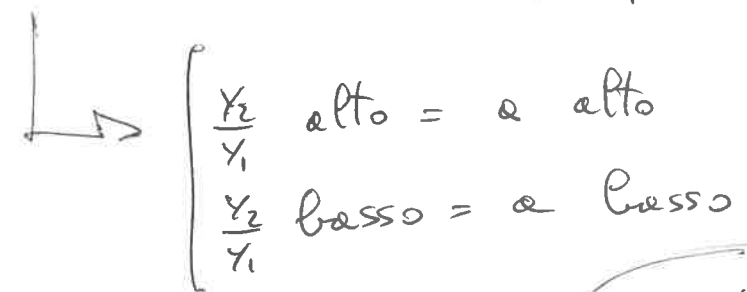 Y2/Y1 alto = a alto
Y2/Y1 basso = a basso